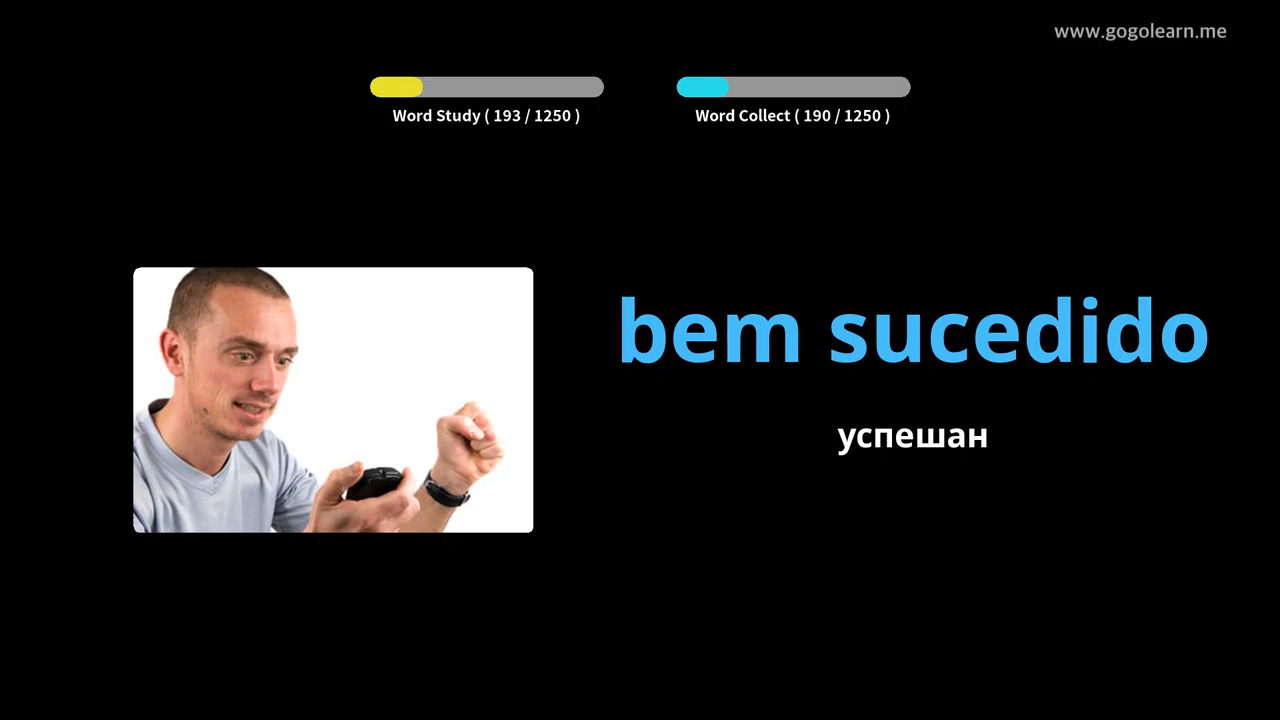 www.gogolearn.me
Word Study ( 193 / 1250 )
Word Collect ( 190 / 1250 )
bem sucedido
успешан